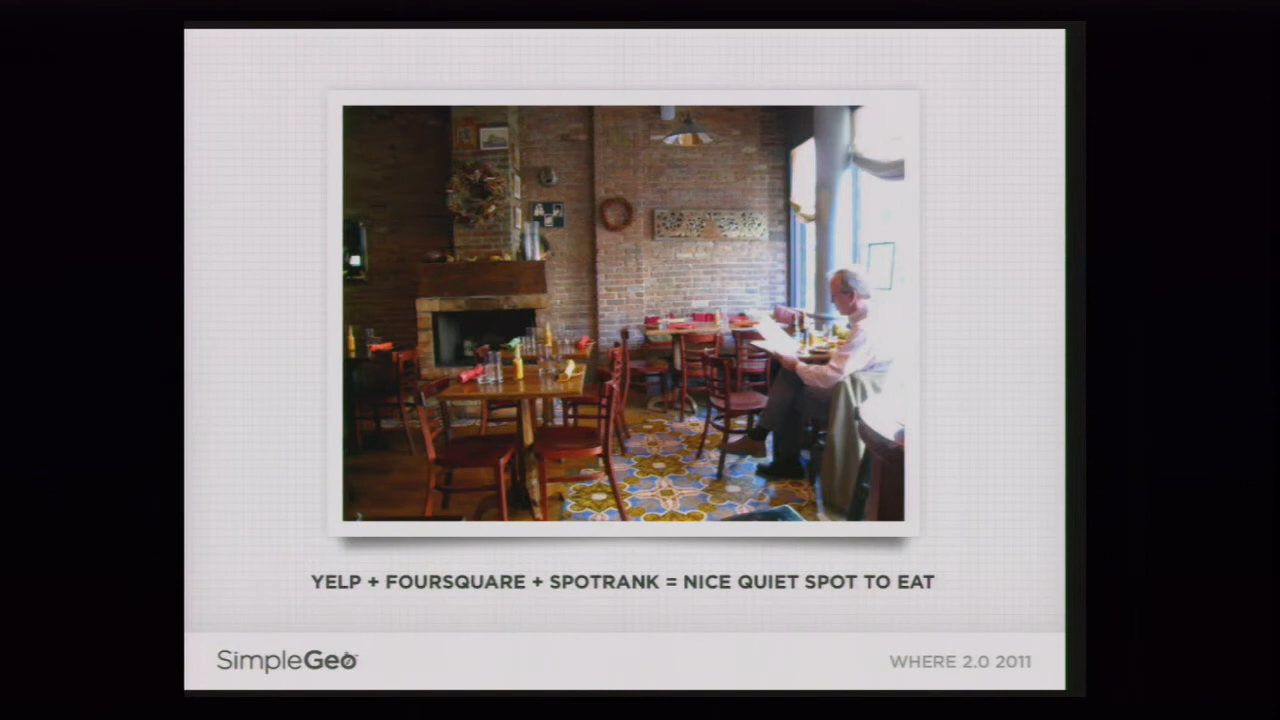 YELP + FOURSQUARE + SPOTRANK = NICE QUIET SPOT TO EAT
SimpleGeo
WHERE 2.0 2011